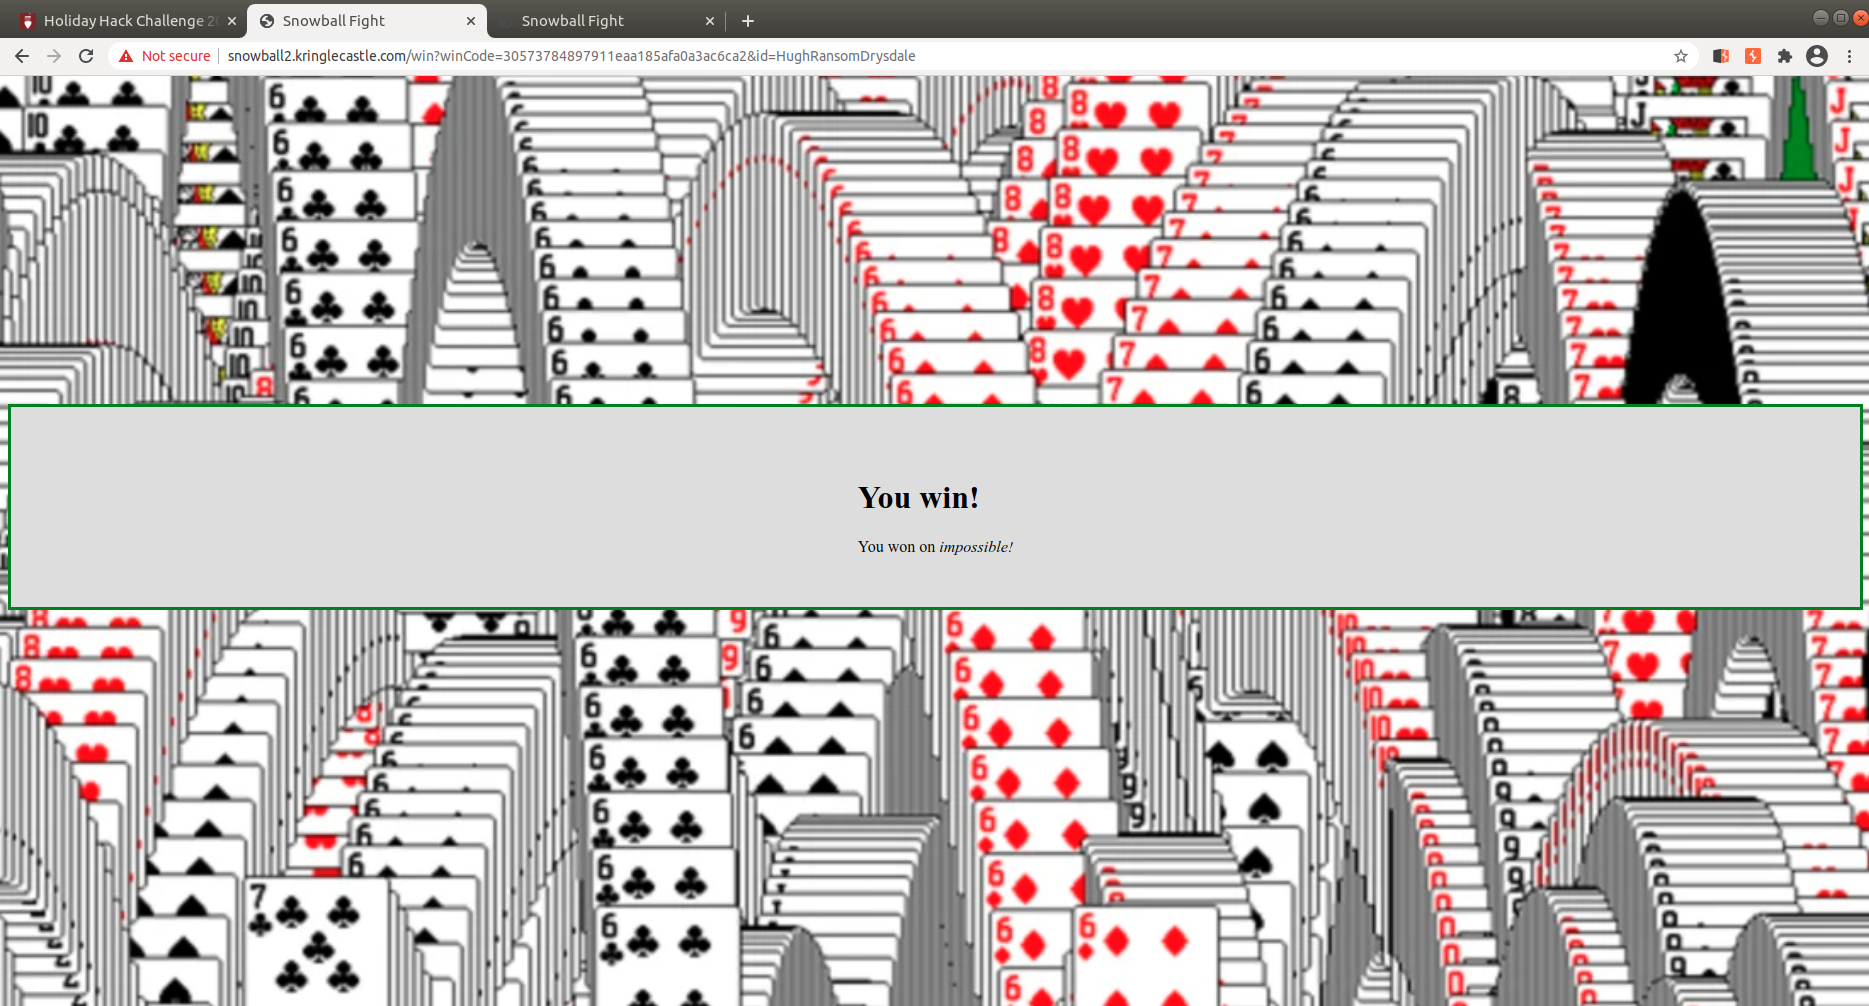 Holiday Hack Challenge 2
Snowball Fight
Snowball Fight
Not secure
snowball2.kringlecastle.com/win?winCode=30573784897911eaa185afa0a3ac6ca2&id=HughRansomDrysdale
You win!
You won on impossible!